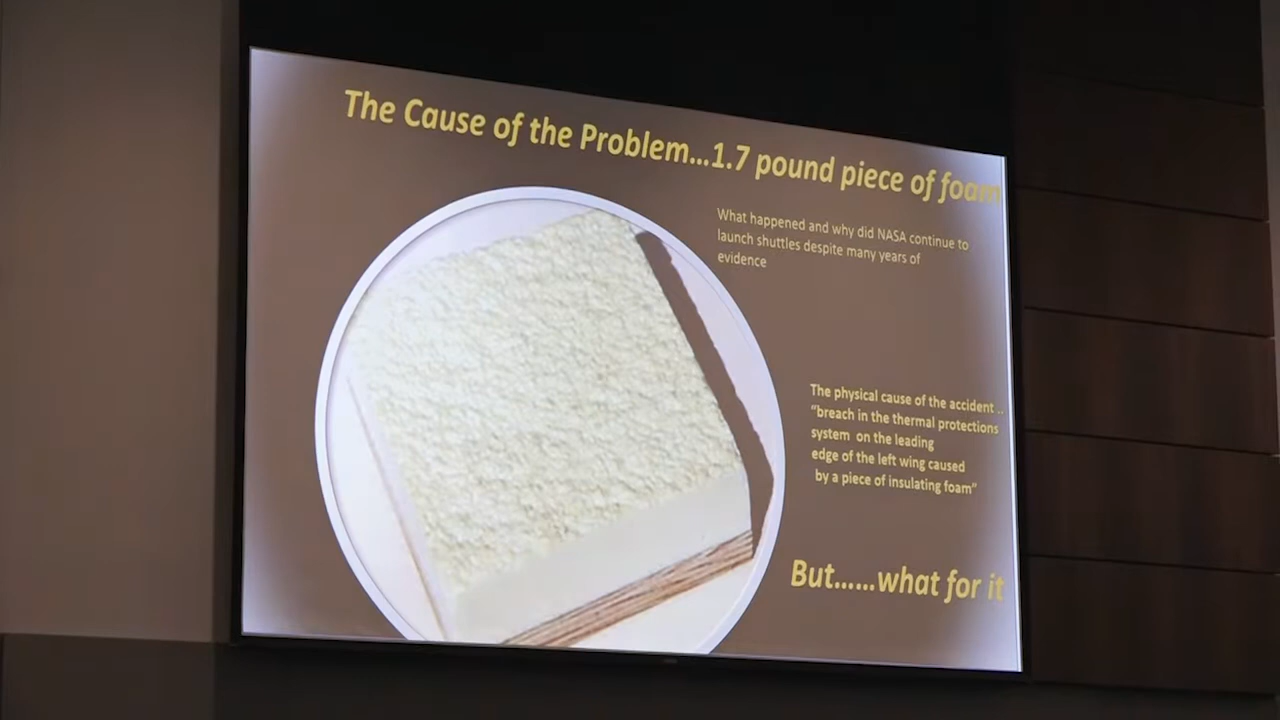 The Cause of the Problem...1.7 pound piece of foam
What happened and why did NASA continue to
launch shuttles despite many years of
evidence
The physical cause of the accident ..
"breach in the thermal protections
system on the leading
edge of the left wing caused
by a piece of insulating foam"
But......what for it